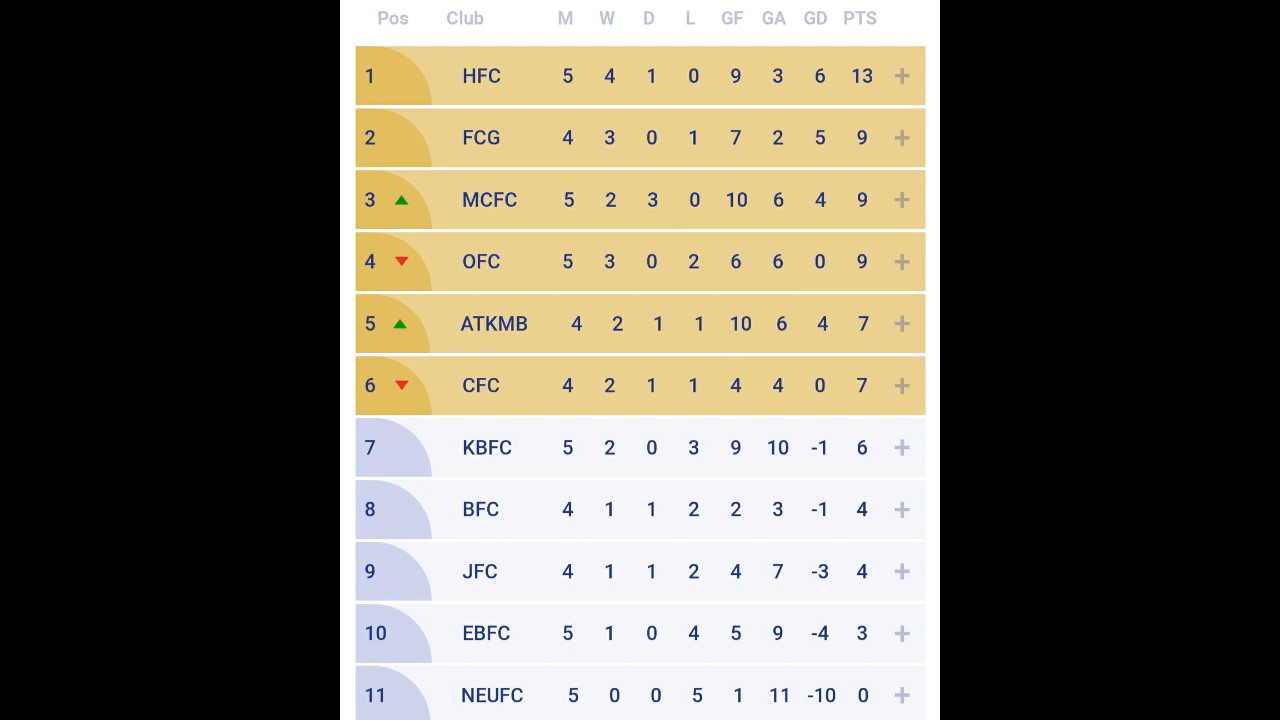 Pos Club M W D L GF GA GD PTS
1 HFC 5 4 1 0 9 3 6 13 +
2 FCG 4 3 0 1 7 2 5 9 +
3 MCFC 5 2 3 0 10 6 4 9 +
4 OFC 5 3 0 2 6 6 0 9 +
5 ATKMB 4 2 1 1 10 6 4 7 +
6 CFC 4 2 1 1 4 4 0 7 +
7 KBFC 5 2 0 3 9 10 -1 6 +
8 BFC 4 1 1 2 2 3 -1 4 +
9 JFC 4 1 1 2 4 7 -3 4 +
10 EBFC 5 1 0 4 5 9 -4 3 +
11 NEUFC 5 0 0 5 1 11 -10 0 +